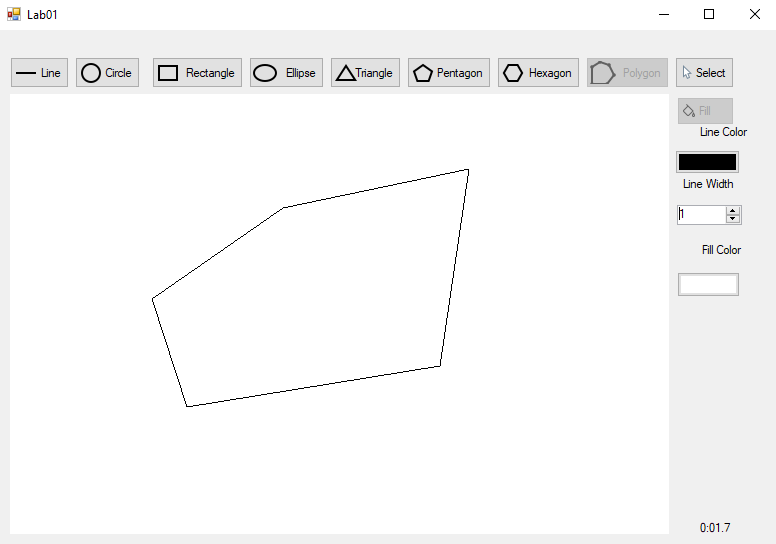 Lab01
Line Circle Rectangle Ellipse Triangle Pentagon Hexagon Polygon Select
Fill
Line Color
Line Width
1
Fill Color
0:01.7